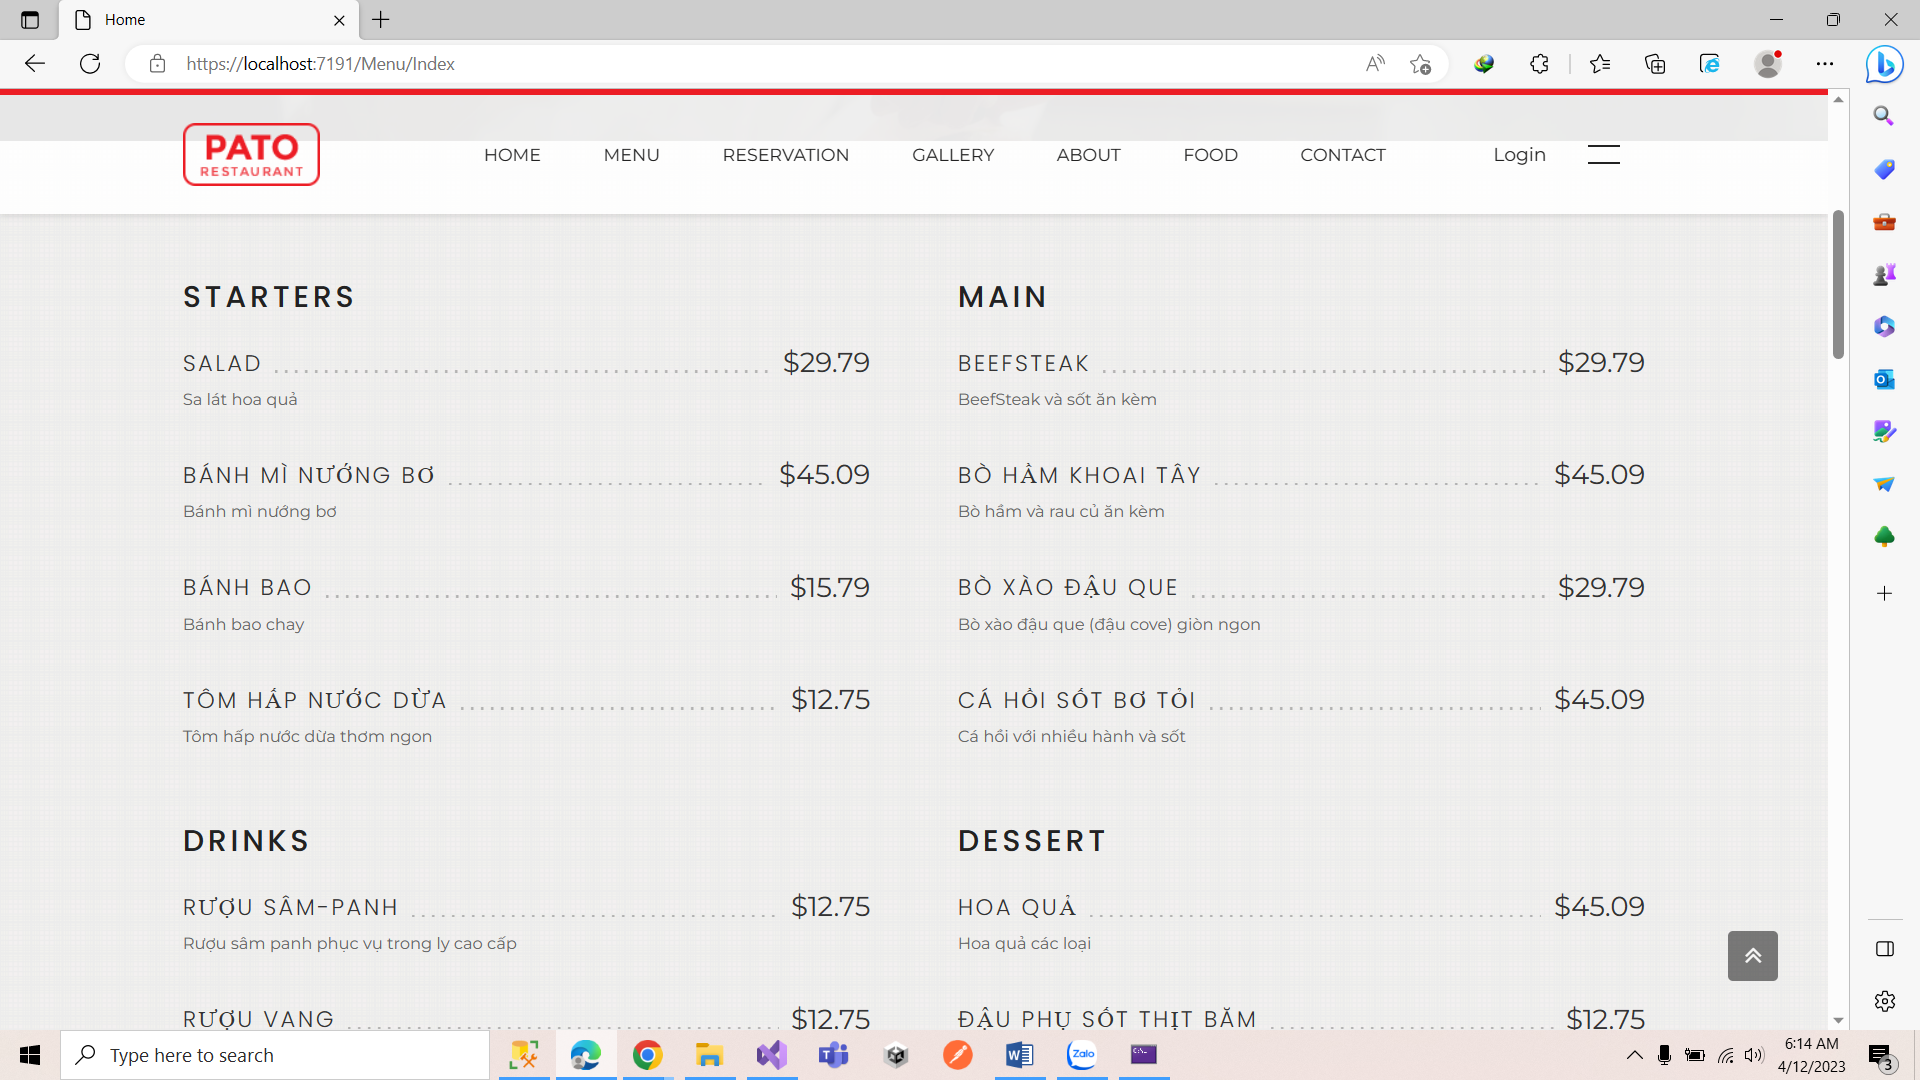 Home
https://localhost:7191/Menu/Index
PATO
RESTAURANT
HOME
MENU
RESERVATION
GALLERY
ABOUT
FOOD
CONTACT
Login
STARTERS
SALAD $29.79
Sa lát hoa quả
BÁNH MÌ NƯỚNG BƠ $45.09
Bánh mì nướng bơ
BÁNH BAO $15.79
Bánh bao chay
TÔM HẤP NƯỚC DỪA $12.75
Tôm hấp nước dừa thơm ngon
MAIN
BEEFSTEAK $29.79
BeefSteak và sốt ăn kèm
BÒ HẦM KHOAI TÂY $45.09
Bò hầm và rau củ ăn kèm
BÒ XÀO ĐẬU QUE $29.79
Bò xào đậu que (đậu cove) giòn ngon
CÁ HỒI SỐT BƠ TỎI $45.09
Cá hồi với nhiều hành và sốt
DRINKS
RƯỢU SÂM-PANH $12.75
Rượu sâm panh phục vụ trong ly cao cấp
RƯỢU VANG $12.75
DESSERT
HOA QUẢ $45.09
Hoa quả các loại
ĐẬU PHỤ SỐT THỊT BĂM $12.75
Type here to search
Zalo
6:14 AM
4/12/2023
3